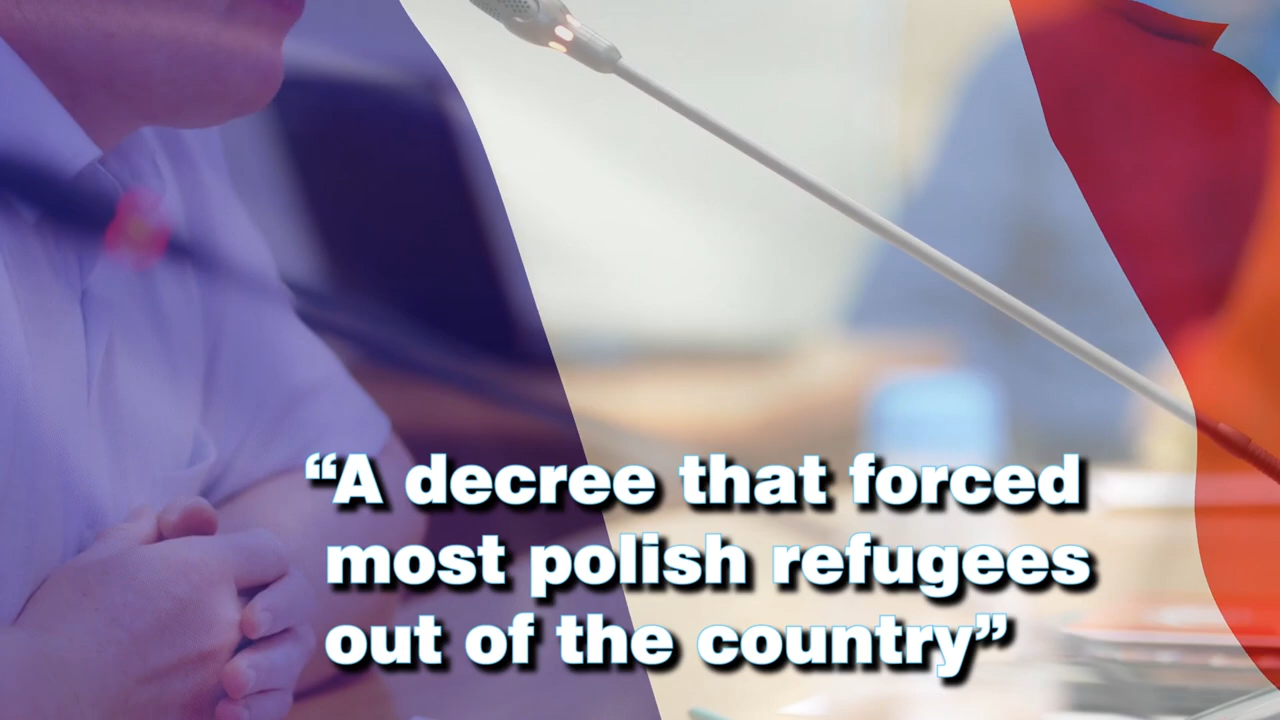 “A decree that forced
most polish refugees
out of the country”